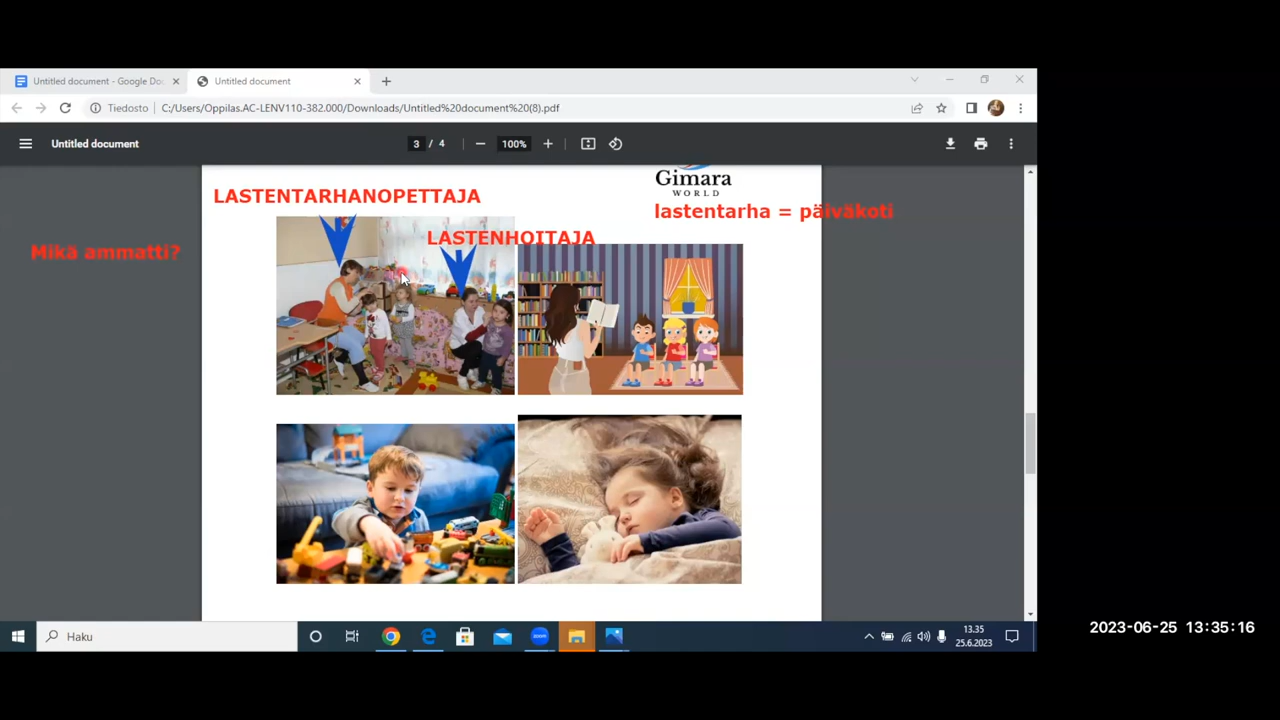 Untitled document - Google Doc
Untitled document
Tiedosto
C:/Users/Oppilas.AC-LENV110-382.000/Downloads/Untitled%20document%20(8).pdf
Untitled document
3 / 4
100%
Gimara
WORLD
LASTENTARHANOPETTAJA
lastentarha = päiväkoti
LASTENHOITAJA
Mikä ammatti?
Haku
zoom
13.35
25.6.2023
2023-06-25 13:35:16